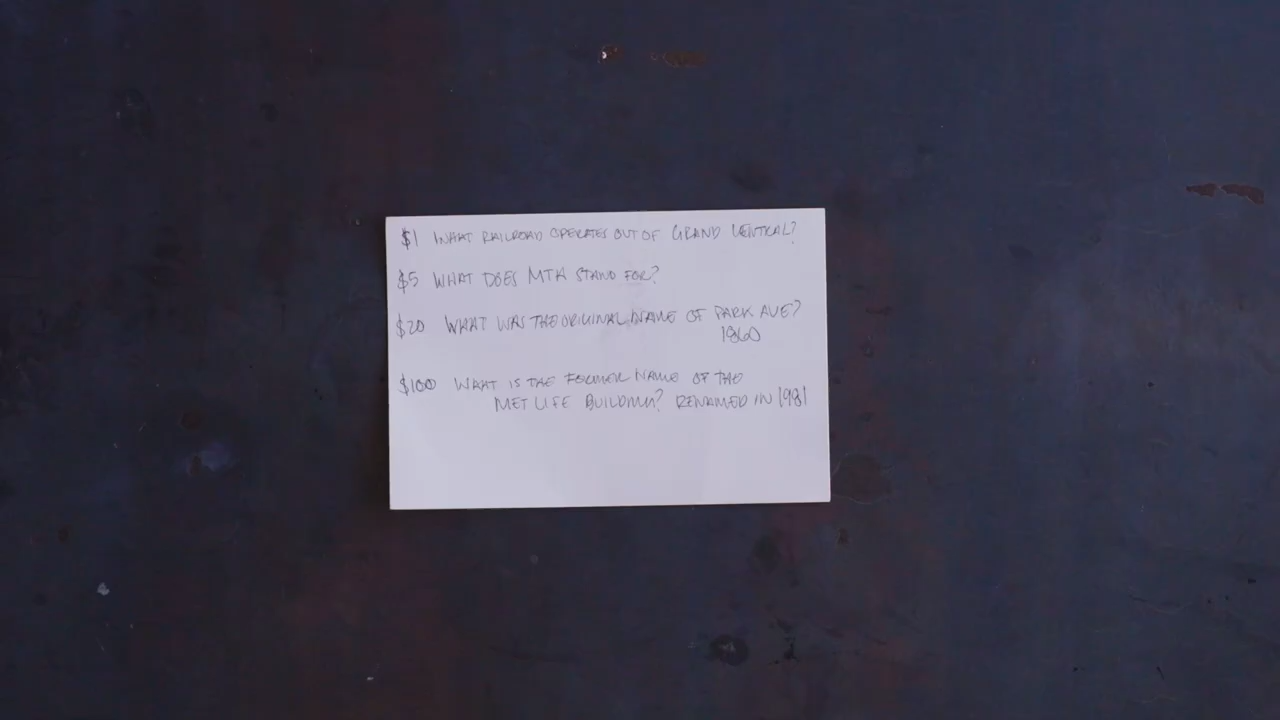 $1 WHAT RAILROAD OPERATES OUT OF GRAND CENTRAL?
$5 WHAT DOES MTA STAND FOR?
$20 WHAT WAS THE ORIGINAL NAME OF PARK AVE?
1860
$100 WHAT IS THE FORMER NAME OF THE
MET LIFE BUILDING? RENAMED IN 1981